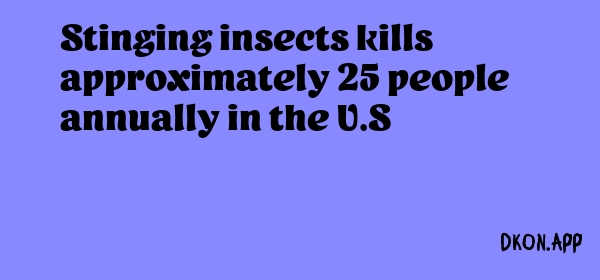 Stinging insects kills
approximately 25 people
annually in the U.S
DKON.APP